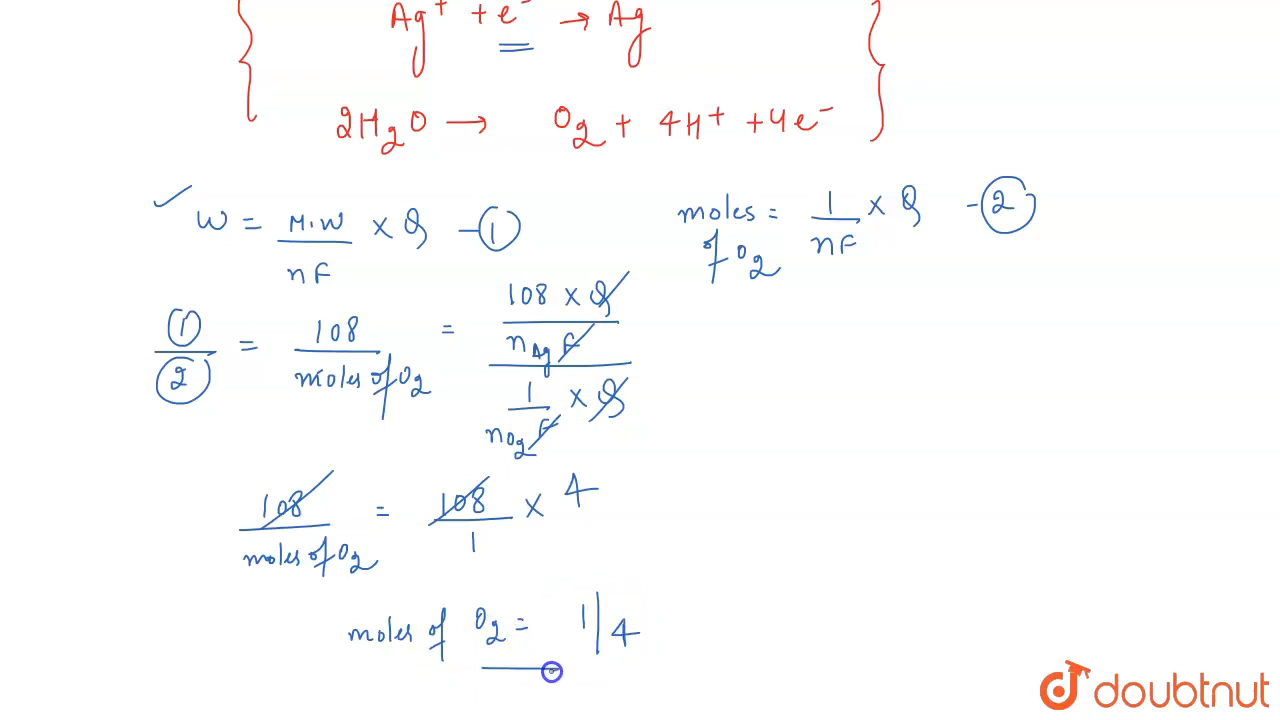 Ag⁺ + e⁻ → Ag
2H₂O → O₂ + 4H⁺ + 4e⁻
W = M.W / nF × Q – ①
moles of O₂ = 1 / nF × Q – ②
① / ② = 108 / moles of O₂ = (108 × Q / n_Ag F) / (1 / n_O₂ F × Q)
108 / moles of O₂ = 108 / 1 × 4
moles of O₂ = 1/4
doubtnut